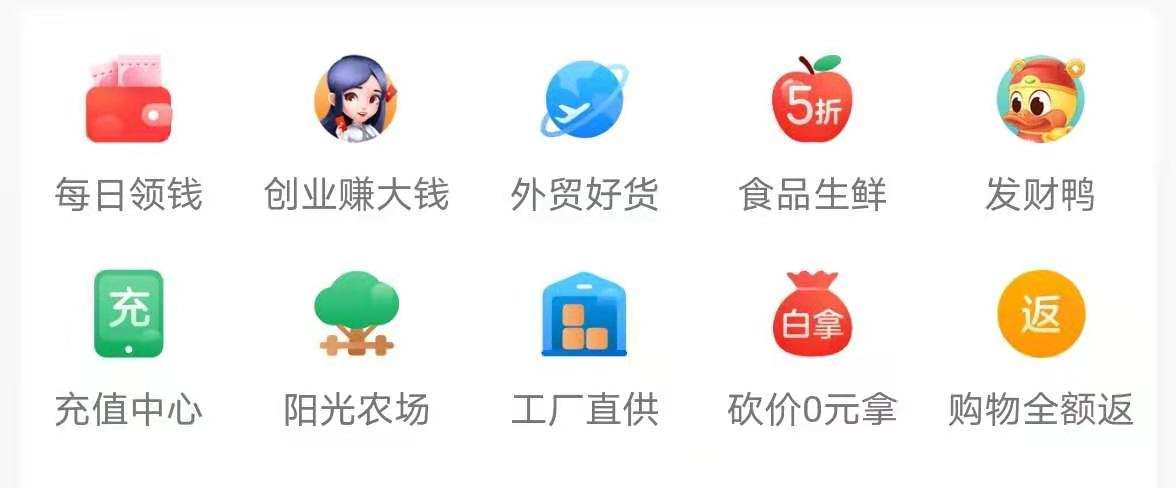 5折
每日领钱 创业赚大钱 外贸好货 食品生鲜 发财鸭
充 白拿 返
充值中心 阳光农场 工厂直供 砍价0元拿 购物全额返